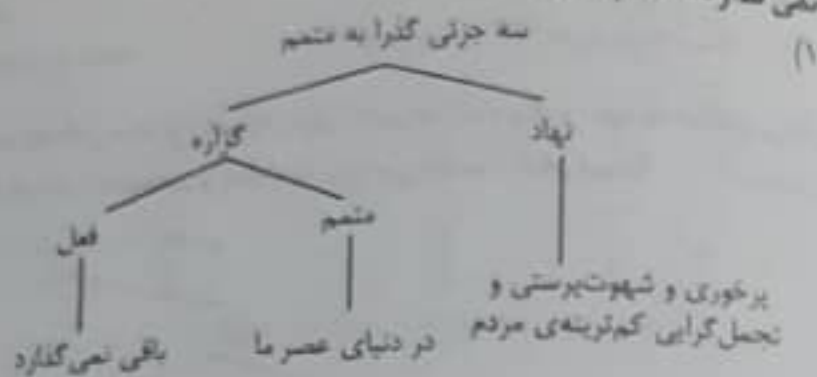 سه جزئی گذرا به متمم
۱)
گزاره
نهاد
فعل
متمم
باقی نمی‌گذارد
در دنیای عصر ما
پرخوری و شهوت‌پرستی و
تجمل‌گرایی کم‌ترینه‌ی مردم